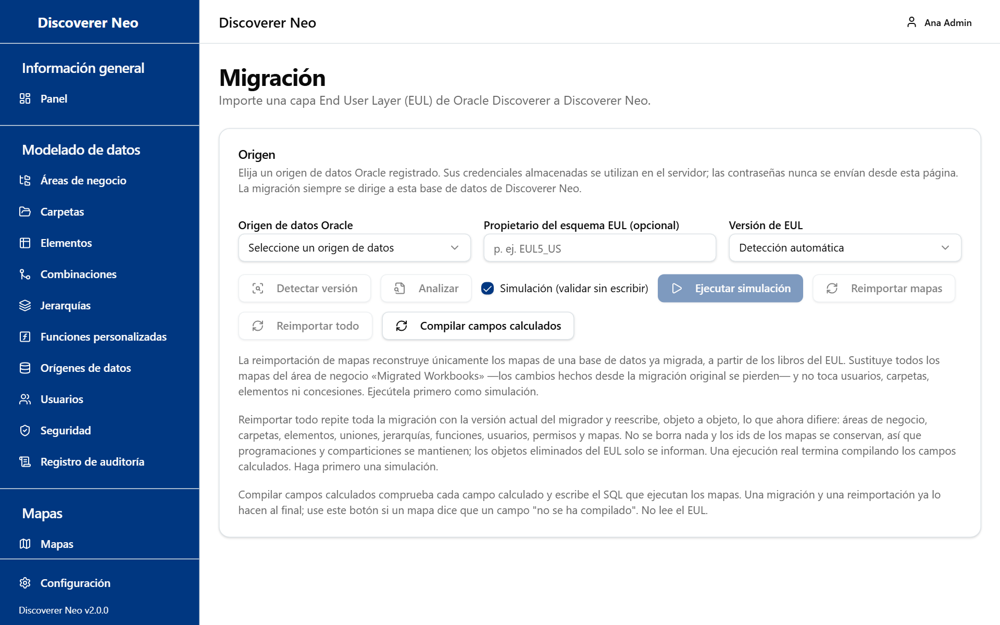 Discoverer Neo
Información general
Panel
Modelado de datos
Áreas de negocio
Carpetas
Elementos
Combinaciones
Jerarquías
Funciones personalizadas
Orígenes de datos
Usuarios
Seguridad
Registro de auditoría
Mapas
Mapas
Configuración
Discoverer Neo v2.0.0
Discoverer Neo
Ana Admin
Migración
Importe una capa End User Layer (EUL) de Oracle Discoverer a Discoverer Neo.
Origen
Elija un origen de datos Oracle registrado. Sus credenciales almacenadas se utilizan en el servidor; las contraseñas nunca se envían desde esta página.
La migración siempre se dirige a esta base de datos de Discoverer Neo.
Origen de datos Oracle
Seleccione un origen de datos
Propietario del esquema EUL (opcional)
p. ej. EUL5_US
Versión de EUL
Detección automática
Detectar versión
Analizar
Simulación (validar sin escribir)
Ejecutar simulación
Reimportar mapas
Reimportar todo
Compilar campos calculados
La reimportación de mapas reconstruye únicamente los mapas de una base de datos ya migrada, a partir de los libros del EUL. Sustituye todos los
mapas del área de negocio «Migrated Workbooks» —los cambios hechos desde la migración original se pierden— y no toca usuarios, carpetas,
elementos ni concesiones. Ejecútela primero como simulación.
Reimportar todo repite toda la migración con la versión actual del migrador y reescribe, objeto a objeto, lo que ahora difiere: áreas de negocio,
carpetas, elementos, uniones, jerarquías, funciones, usuarios, permisos y mapas. No se borra nada y los ids de los mapas se conservan, así que
programaciones y comparticiones se mantienen; los objetos eliminados del EUL solo se informan. Una ejecución real termina compilando los campos
calculados. Haga primero una simulación.
Compilar campos calculados comprueba cada campo calculado y escribe el SQL que ejecutan los mapas. Una migración y una reimportación ya lo
hacen al final; use este botón si un mapa dice que un campo "no se ha compilado". No lee el EUL.